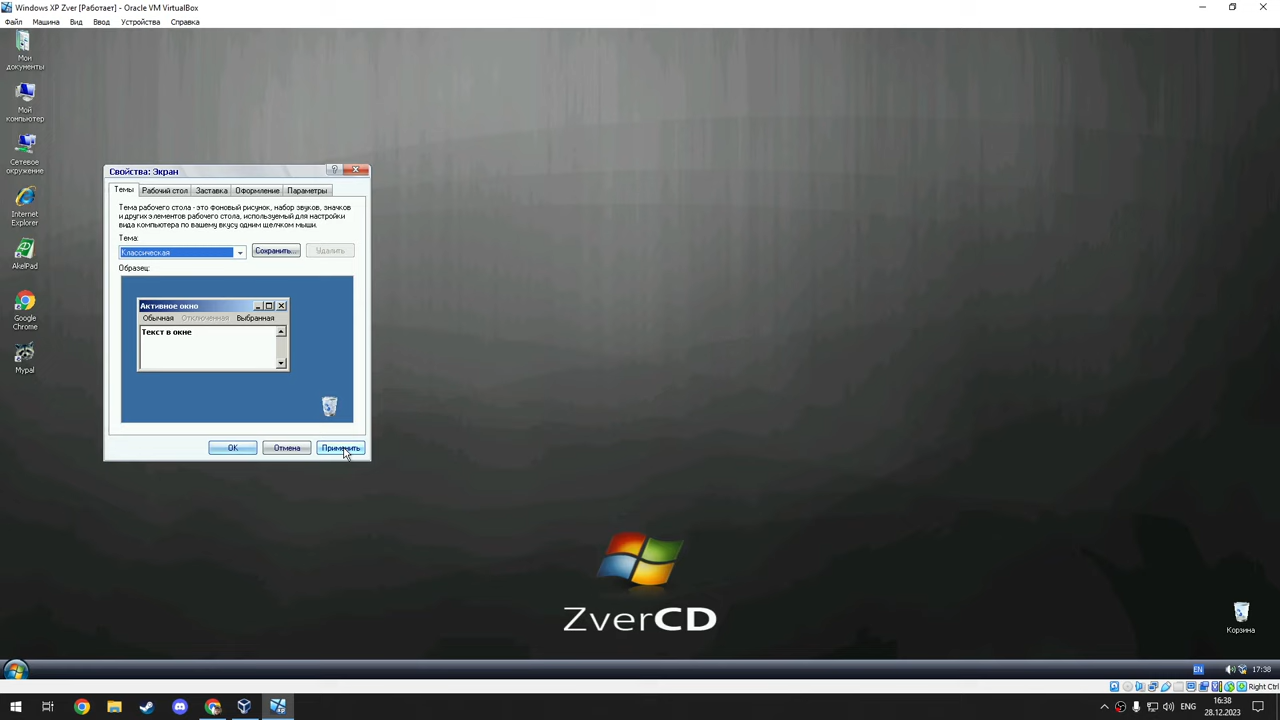 Windows XP Zver [Работает] - Oracle VM VirtualBox
Файл Машина Вид Ввод Устройства Справка
Мои
документы
Мой
компьютер
Сетевое
окружение
Internet
Explorer
AkelPad
Google
Chrome
Mypal
Свойства: Экран
Темы Рабочий стол Заставка Оформление Параметры
Тема рабочего стола - это фоновый рисунок, набор звуков, значков
и других элементов рабочего стола, используемый для настройки
вида компьютера по вашему вкусу одним щелчком мыши.
Тема:
Классическая Сохранить... Удалить
Образец:
Активное окно
Обычная Отключенная Выбранная
Текст в окне
OK Отмена Применить
ZverCD
Корзина
EN 17:38
Right Ctrl
ENG 16:38
28.12.2023